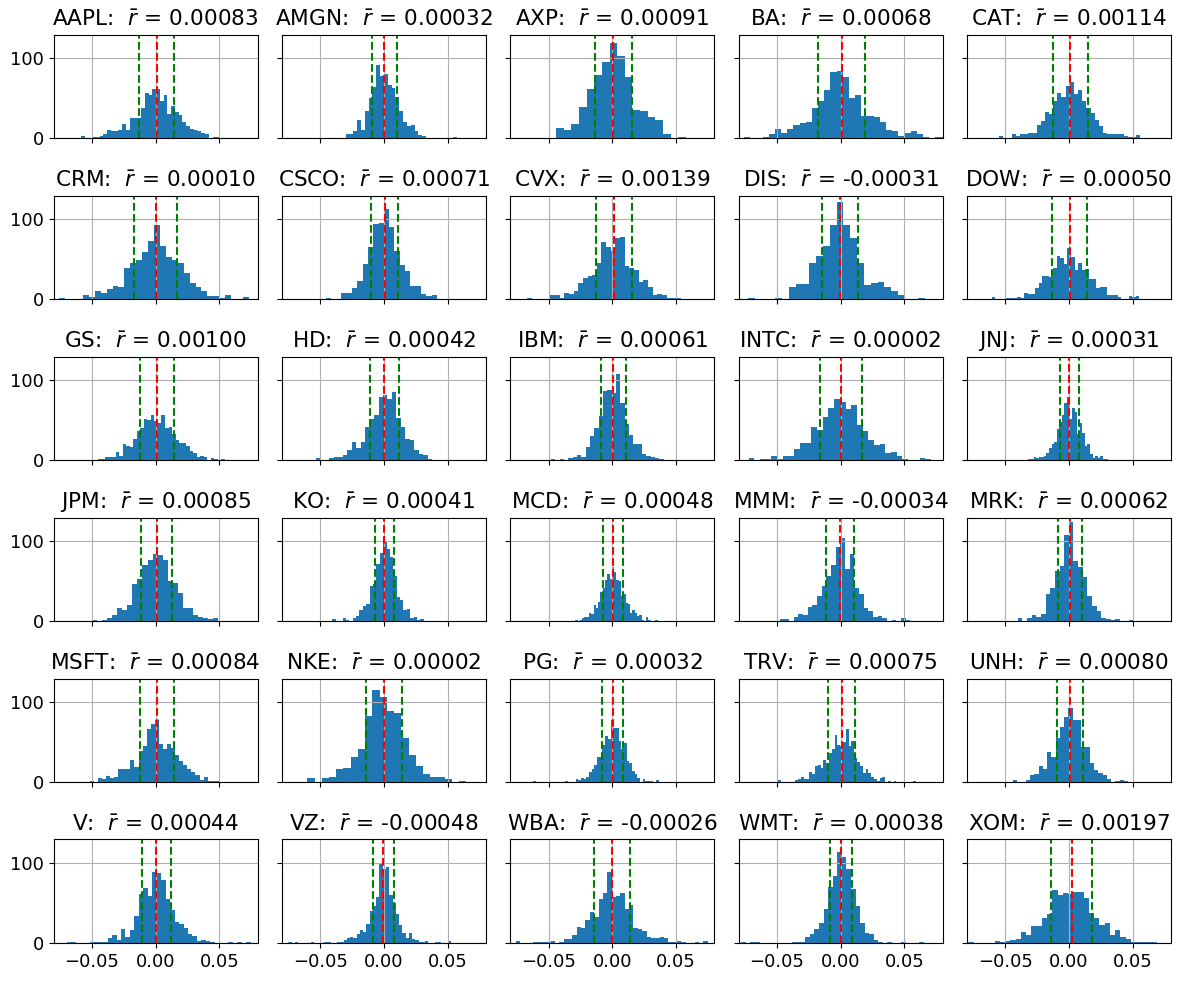 AAPL: r̄ = 0.00083 AMGN: r̄ = 0.00032 AXP: r̄ = 0.00091 BA: r̄ = 0.00068 CAT: r̄ = 0.00114
100
0
CRM: r̄ = 0.00010 CSCO: r̄ = 0.00071 CVX: r̄ = 0.00139 DIS: r̄ = -0.00031 DOW: r̄ = 0.00050
100
0
GS: r̄ = 0.00100 HD: r̄ = 0.00042 IBM: r̄ = 0.00061 INTC: r̄ = 0.00002 JNJ: r̄ = 0.00031
100
0
JPM: r̄ = 0.00085 KO: r̄ = 0.00041 MCD: r̄ = 0.00048 MMM: r̄ = -0.00034 MRK: r̄ = 0.00062
100
0
MSFT: r̄ = 0.00084 NKE: r̄ = 0.00002 PG: r̄ = 0.00032 TRV: r̄ = 0.00075 UNH: r̄ = 0.00080
100
0
V: r̄ = 0.00044 VZ: r̄ = -0.00048 WBA: r̄ = -0.00026 WMT: r̄ = 0.00038 XOM: r̄ = 0.00197
100
0
−0.05 0.00 0.05 −0.05 0.00 0.05 −0.05 0.00 0.05 −0.05 0.00 0.05 −0.05 0.00 0.05